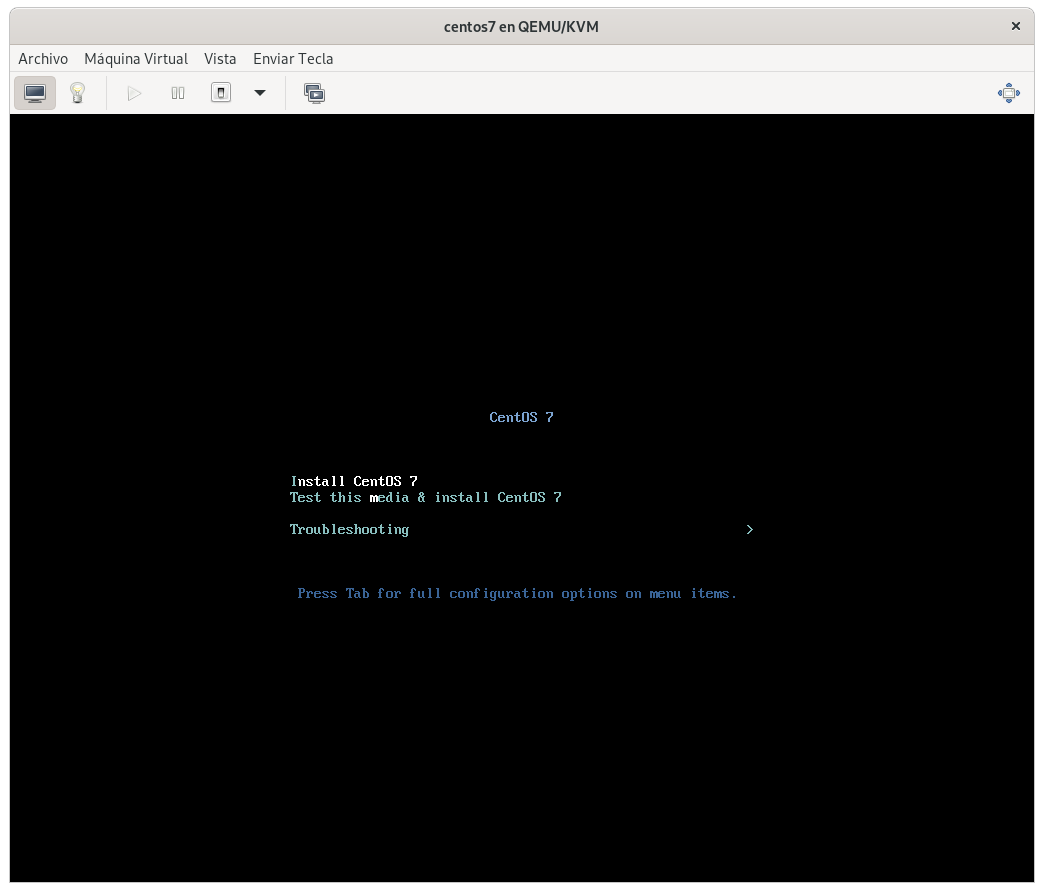 centos7 en QEMU/KVM
Archivo Máquina Virtual Vista Enviar Tecla
CentOS 7
Install CentOS 7
Test this media & install CentOS 7
Troubleshooting >
Press Tab for full configuration options on menu items.